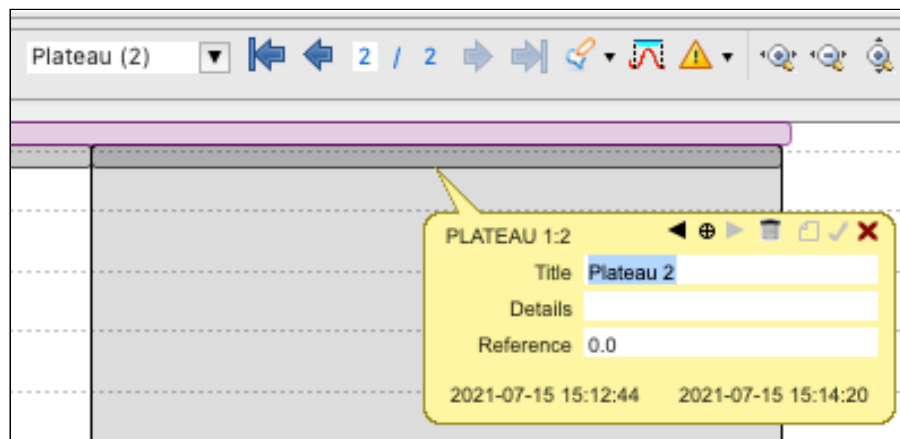 Plateau (2) 2 / 2
PLATEAU 1:2
Title Plateau 2
Details
Reference 0.0
2021-07-15 15:12:44 2021-07-15 15:14:20